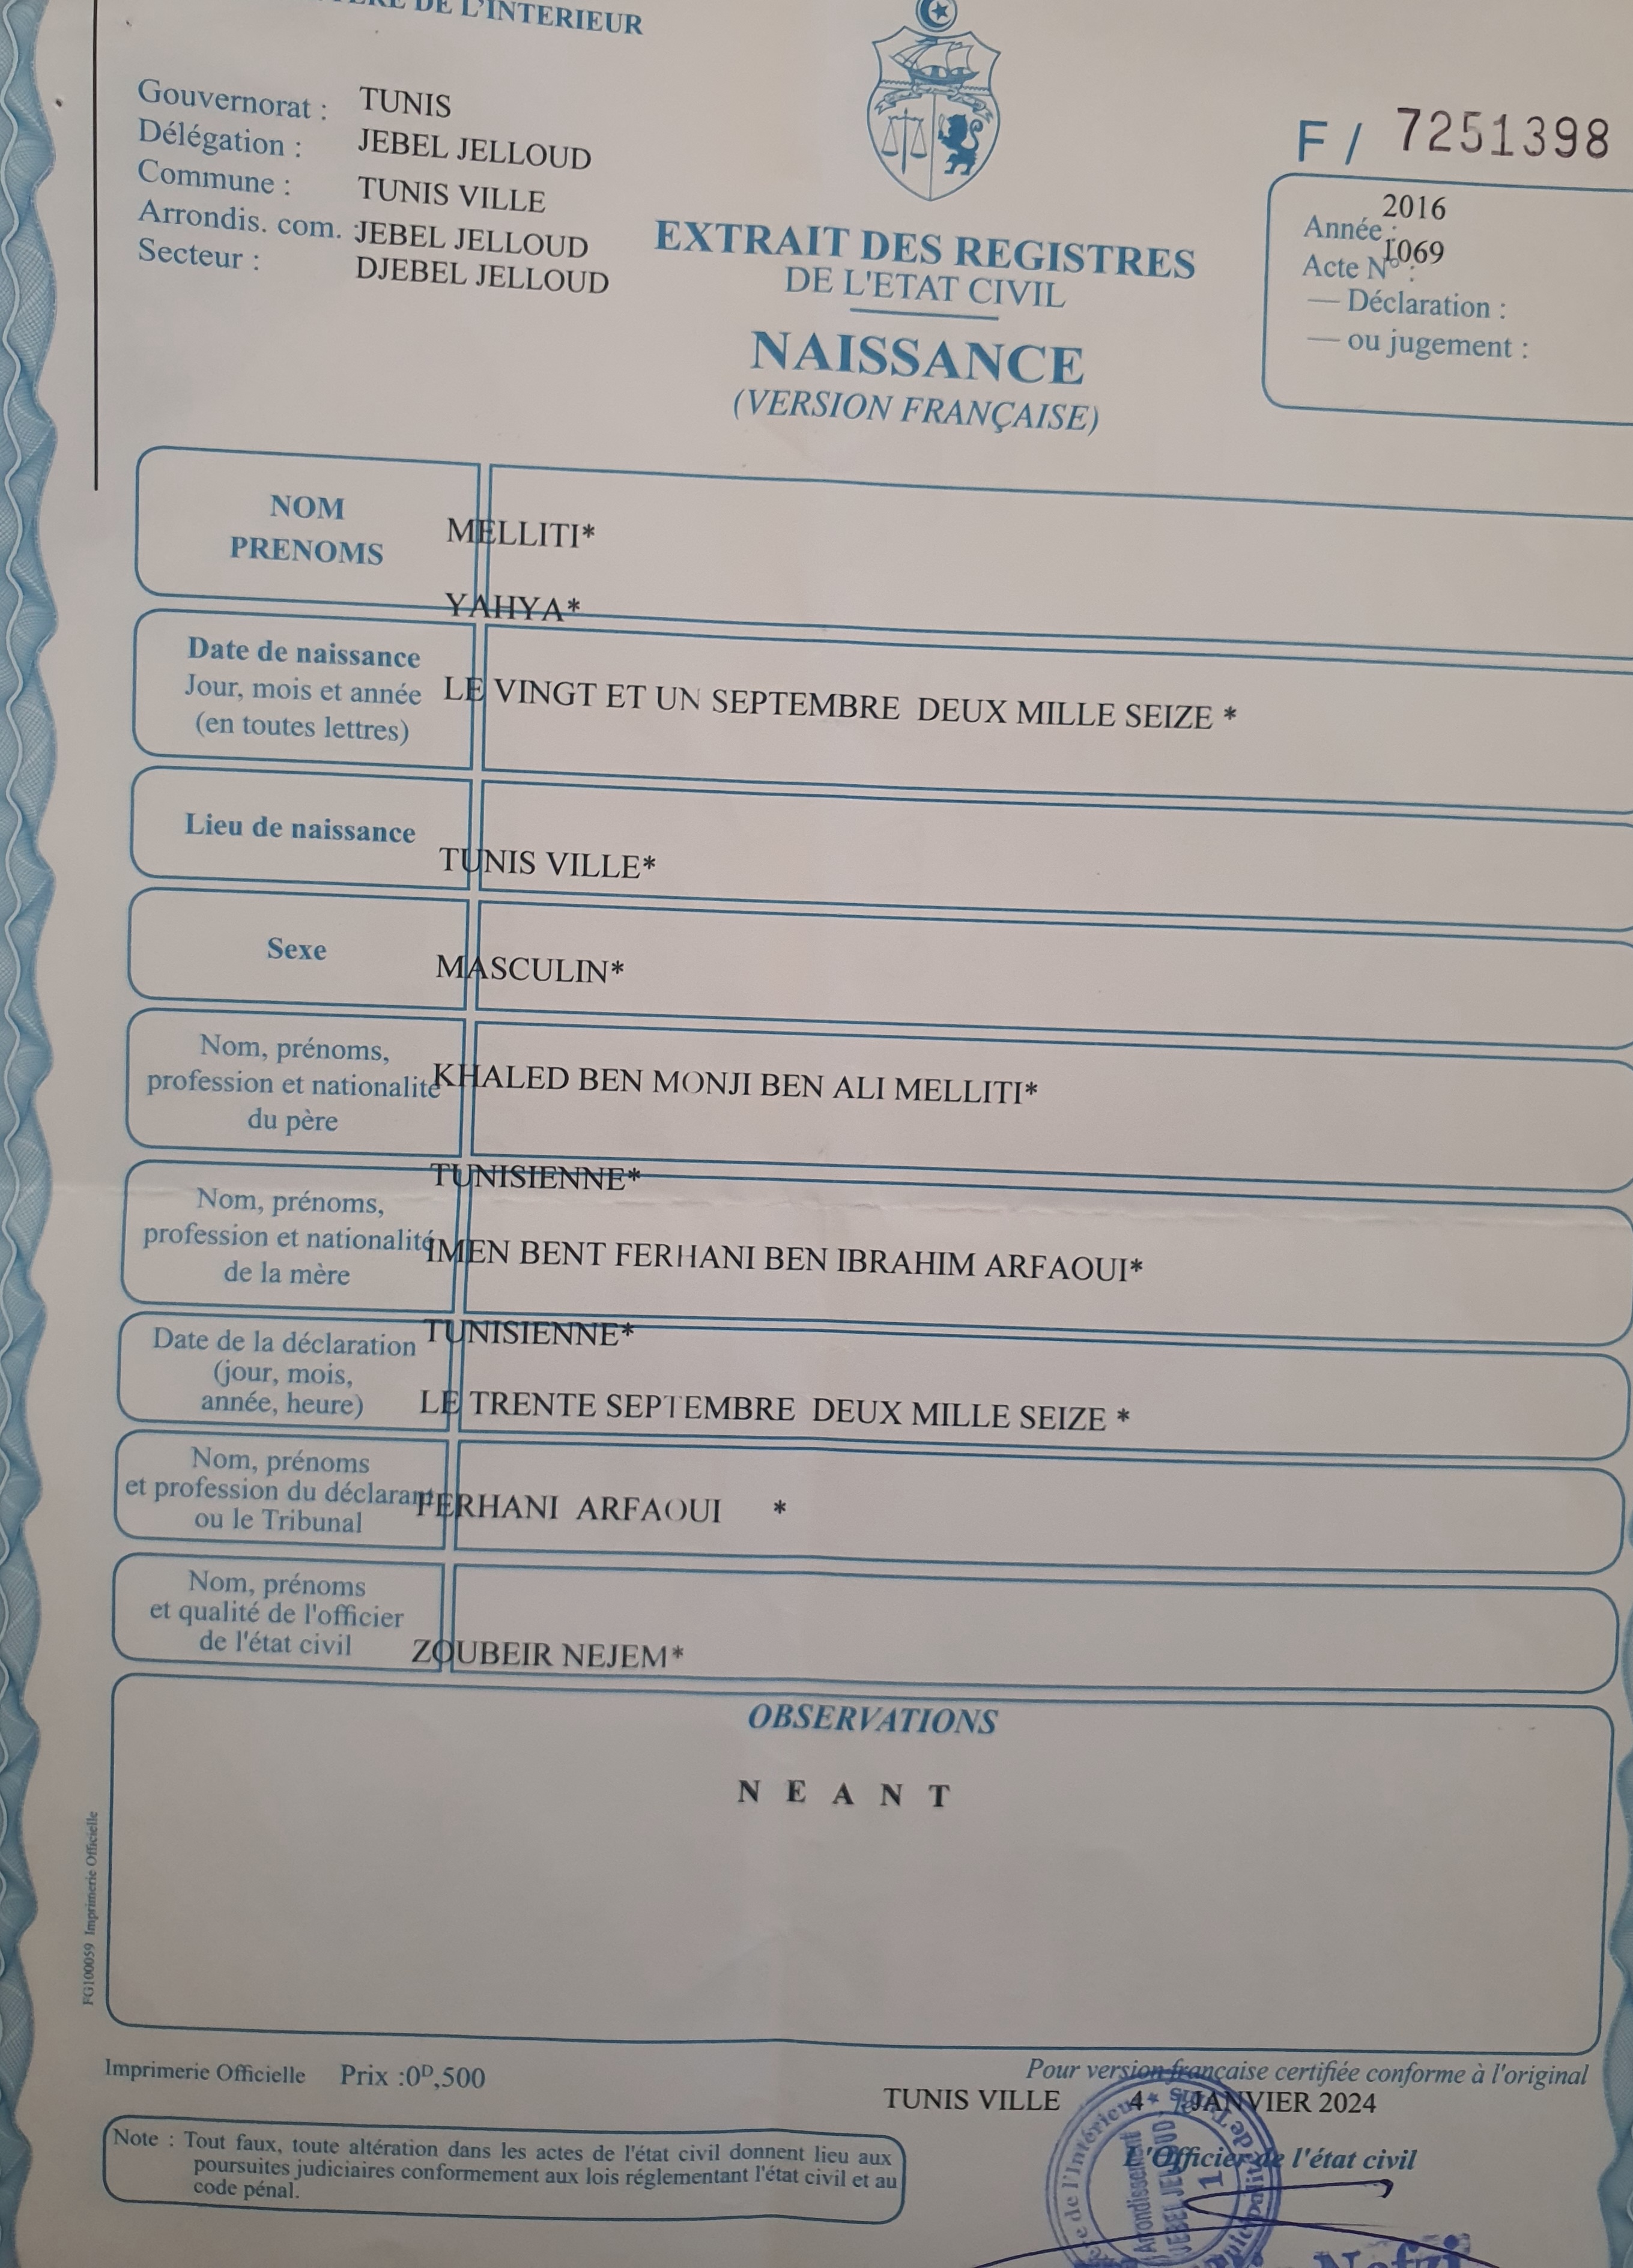 DE L'INTERIEUR
Gouvernorat : TUNIS
Délégation : JEBEL JELLOUD
Commune : TUNIS VILLE
Arrondis. com. : JEBEL JELLOUD
Secteur : DJEBEL JELLOUD
EXTRAIT DES REGISTRES
DE L'ETAT CIVIL
NAISSANCE
(VERSION FRANÇAISE)
F / 7251398
Année : 2016
Acte N° : 1069
— Déclaration :
— ou jugement :
NOM
PRENOMS
MELLITI*
YAHYA*
Date de naissance
Jour, mois et année
(en toutes lettres)
LE VINGT ET UN SEPTEMBRE DEUX MILLE SEIZE *
Lieu de naissance
TUNIS VILLE*
Sexe
MASCULIN*
Nom, prénoms,
profession et nationalité
du père
KHALED BEN MONJI BEN ALI MELLITI*
TUNISIENNE*
Nom, prénoms,
profession et nationalité
de la mère
IMEN BENT FERHANI BEN IBRAHIM ARFAOUI*
TUNISIENNE*
Date de la déclaration
(jour, mois,
année, heure)
LE TRENTE SEPTEMBRE DEUX MILLE SEIZE *
Nom, prénoms
et profession du déclarant
ou le Tribunal
FERHANI ARFAOUI *
Nom, prénoms
et qualité de l'officier
de l'état civil
ZOUBEIR NEJEM*
OBSERVATIONS
N E A N T
FG100059 Imprimerie Officielle
Imprimerie Officielle Prix :0D,500
Pour version française certifiée conforme à l'original
TUNIS VILLE 4 JANVIER 2024
L'Officier de l'état civil
Note : Tout faux, toute altération dans les actes de l'état civil donnent lieu aux
poursuites judiciaires conformement aux lois réglementant l'état civil et au
code pénal.
de l'Intérieur
de Tunis
Arrondissement
JEBEL JELLOUD
1
Nefzi